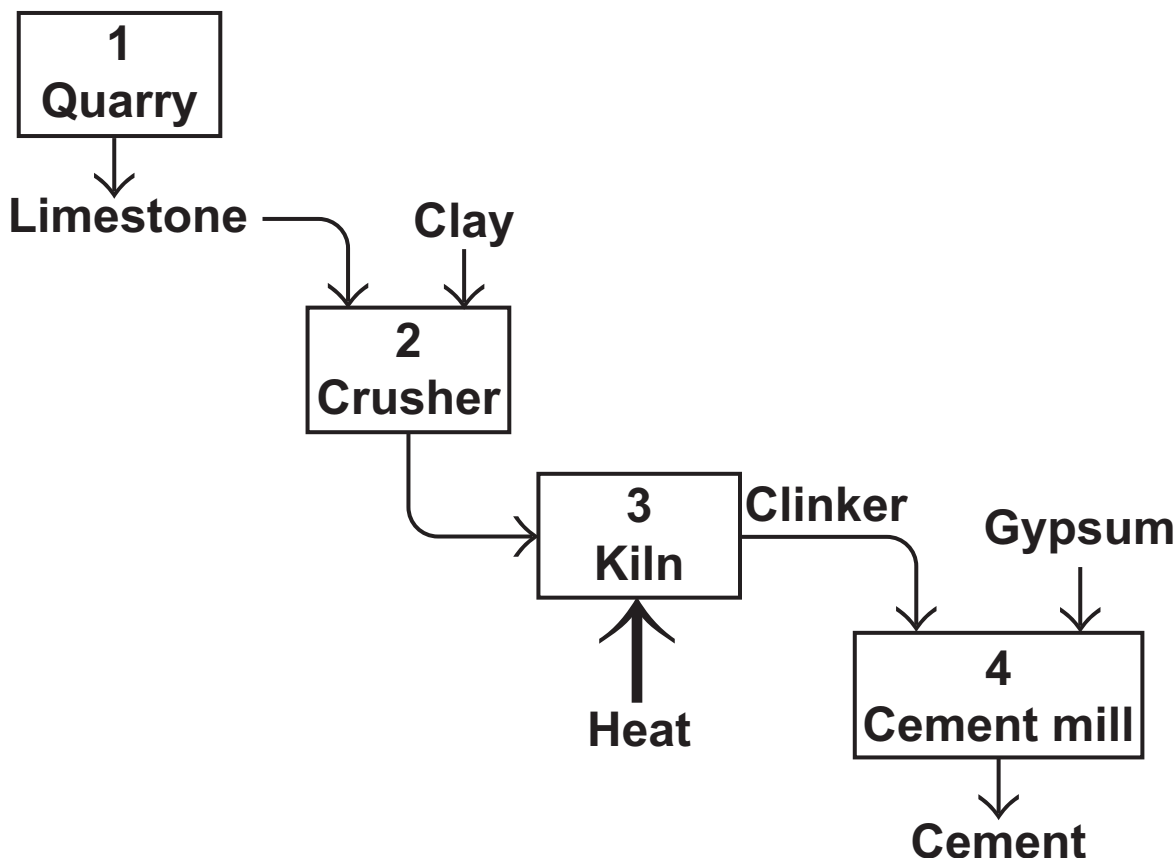 1
Quarry
Limestone
Clay
2
Crusher
3
Kiln
Clinker
Gypsum
Heat
4
Cement mill
Cement